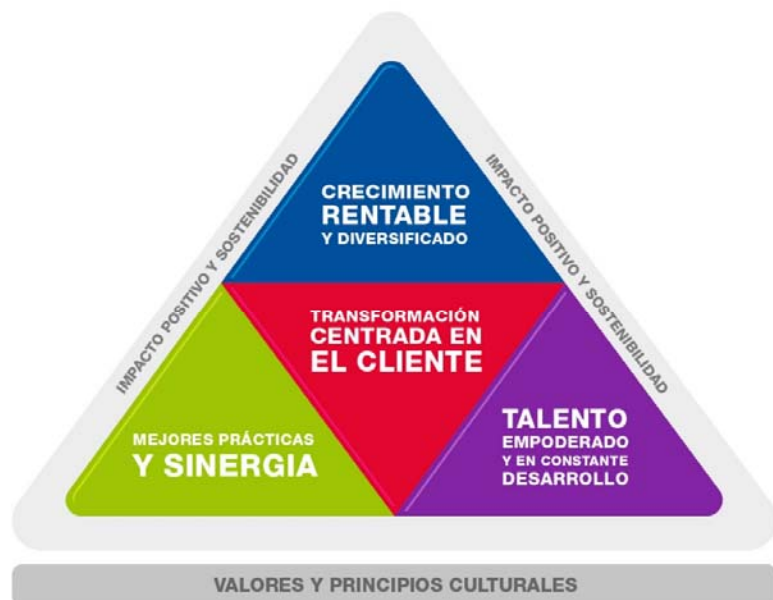 CRECIMIENTO
RENTABLE
Y DIVERSIFICADO
IMPACTO POSITIVO Y SOSTENIBILIDAD
IMPACTO POSITIVO Y SOSTENIBILIDAD
TRANSFORMACIÓN
CENTRADA EN
EL CLIENTE
MEJORES PRÁCTICAS
Y SINERGIA
TALENTO
EMPODERADO
Y EN CONSTANTE
DESARROLLO
VALORES Y PRINCIPIOS CULTURALES